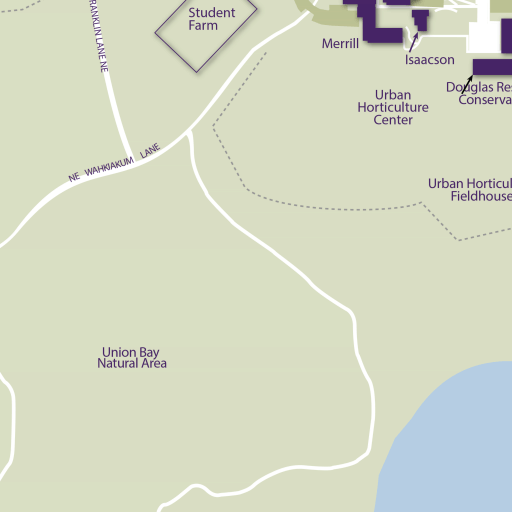 Student
Farm
FRANKLIN LANE NE
Merrill
Isaacson
Urban
Horticulture
Center
Douglas Res
Conserva
NE WAHKIAKUM LANE
Urban Horticul
Fieldhouse
Union Bay
Natural Area